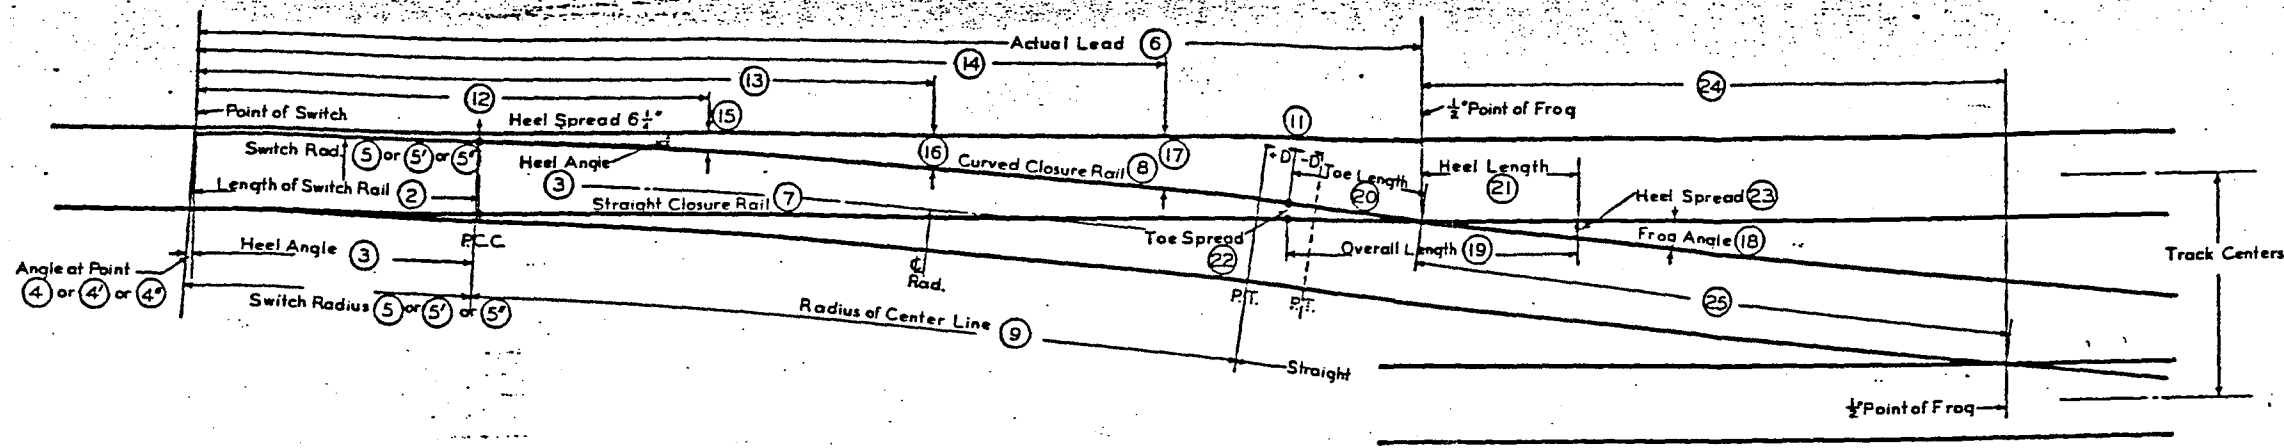 Actual Lead 6
14
13
24
12
Point of Switch
Heel Spread 6 1/4"
15
11
1/2" Point of Frog
Switch Rad. 5 or 5' or 5"
Heel Angle
3
16
Curved Closure Rail 8
17
+D
-D
Toe Length
20
Heel Length
21
Length of Switch Rail 2
Straight Closure Rail 7
Heel Spread 23
Heel Angle 3
P.C.C.
Toe Spread
22
Overall Length 19
Frog Angle 18
Track Centers
Angle at Point
4 or 4' or 4"
℄
Rad.
Switch Radius 5 or 5' or 5"
Radius of Center Line 9
P.T.
P.T.
25
Straight
1/2" Point of Frog